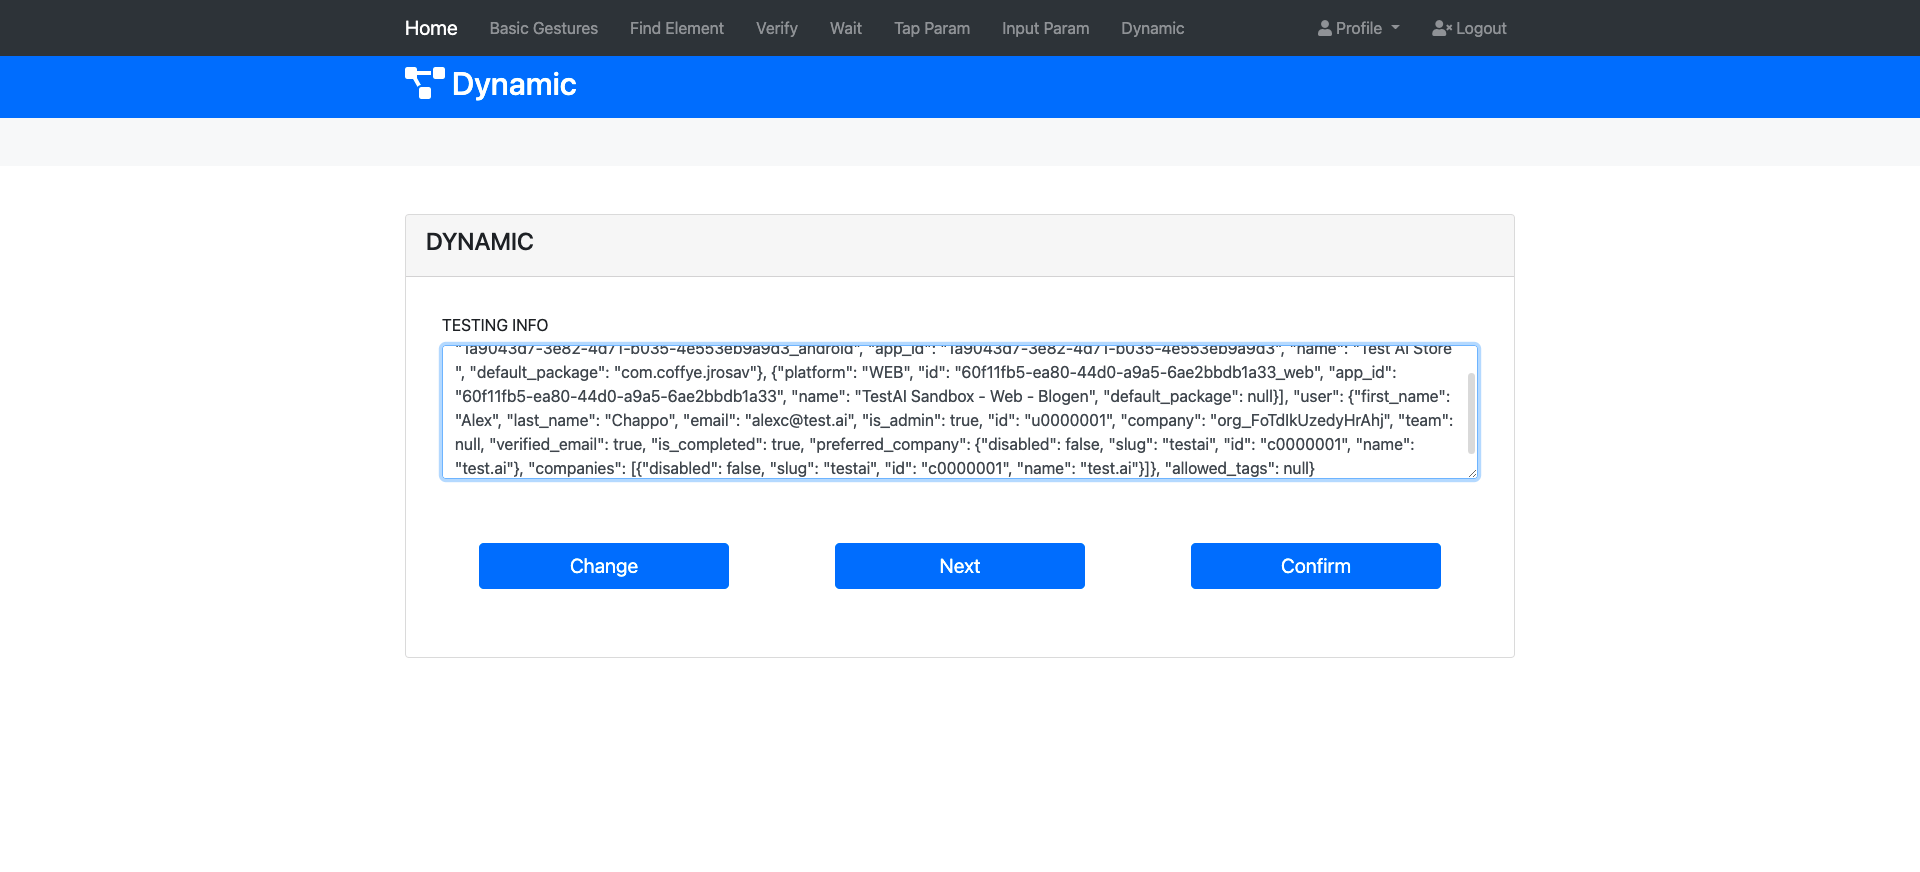 Home Basic Gestures Find Element Verify Wait Tap Param Input Param Dynamic Profile Logout
Dynamic
DYNAMIC
TESTING INFO
"1a9043d7-3e82-4d71-b035-4e553eb9a9d3_android", "app_id": "1a9043d7-3e82-4d71-b035-4e553eb9a9d3", "name": "Test AI Store
", "default_package": "com.coffye.jrosav"}, {"platform": "WEB", "id": "60f11fb5-ea80-44d0-a9a5-6ae2bbdb1a33_web", "app_id":
"60f11fb5-ea80-44d0-a9a5-6ae2bbdb1a33", "name": "TestAI Sandbox - Web - Blogen", "default_package": null}], "user": {"first_name":
"Alex", "last_name": "Chappo", "email": "alexc@test.ai", "is_admin": true, "id": "u0000001", "company": "org_FoTdIkUzedyHrAhj", "team":
null, "verified_email": true, "is_completed": true, "preferred_company": {"disabled": false, "slug": "testai", "id": "c0000001", "name":
"test.ai"}, "companies": [{"disabled": false, "slug": "testai", "id": "c0000001", "name": "test.ai"}]}, "allowed_tags": null}
Change Next Confirm